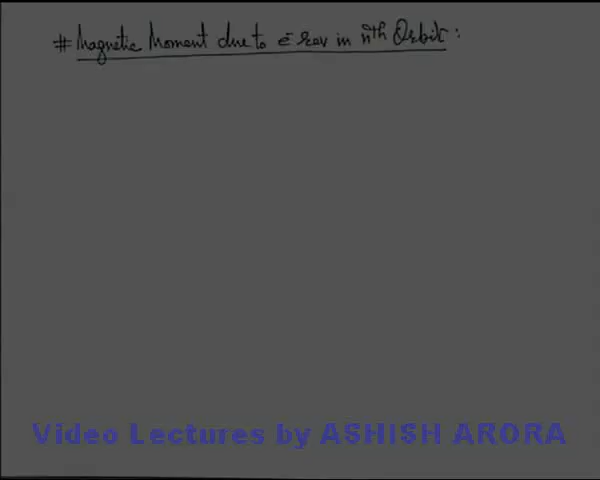 # Magnetic Moment due to e⁻ rev in nth Orbit :
Video Lectures by ASHISH ARORA